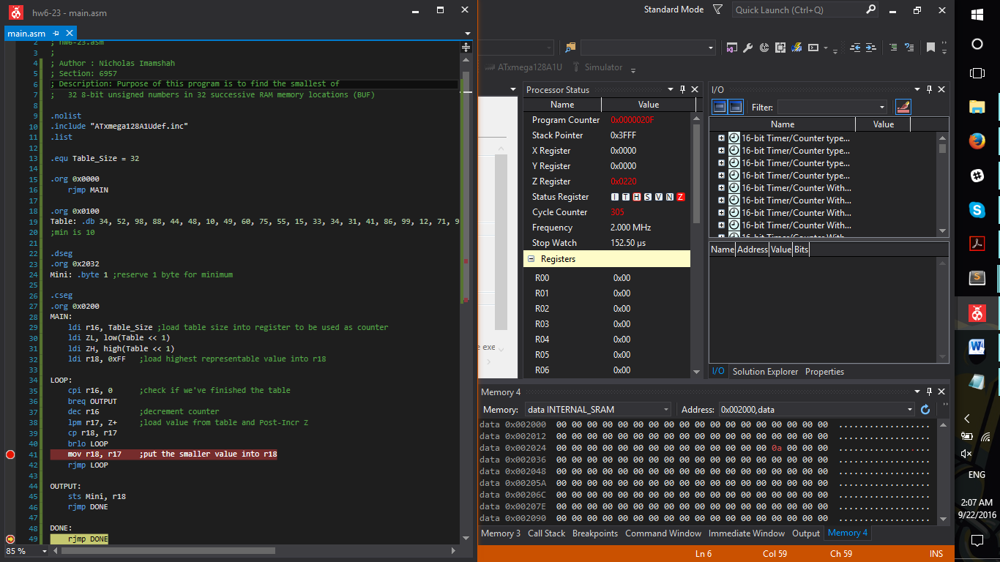 hw6-23 - main.asm
main.asm
2 ; hw6-23.asm
3 ;
4 ; Author : Nicholas Imamshah
5 ; Section: 6957
6 ; Description: Purpose of this program is to find the smallest of
7 ;   32 8-bit unsigned numbers in 32 successive RAM memory locations (BUF)
8
9 .nolist
10 .include "ATxmega128A1Udef.inc"
11 .list
12
13 .equ Table_Size = 32
14
15 .org 0x0000
16     rjmp MAIN
17
18 .org 0x0100
19 Table: .db 34, 52, 98, 88, 44, 48, 10, 49, 60, 75, 55, 15, 33, 34, 31, 41, 86, 99, 12, 71, 9
20 ;min is 10
21
22 .dseg
23 .org 0x2032
24 Mini: .byte 1 ;reserve 1 byte for minimum
25
26 .cseg
27 .org 0x0200
28 MAIN:
29     ldi r16, Table_Size ;load table size into register to be used as counter
30     ldi ZL, low(Table << 1)
31     ldi ZH, high(Table << 1)
32     ldi r18, 0xFF   ;load highest representable value into r18
33
34 LOOP:
35     cpi r16, 0      ;check if we've finished the table
36     breq OUTPUT
37     dec r16         ;decrement counter
38     lpm r17, Z+     ;load value from table and Post-Incr Z
39     cp r18, r17
40     brlo LOOP
41     mov r18, r17    ;put the smaller value into r18
42     rjmp LOOP
43
44 OUTPUT:
45     sts Mini, r18
46     rjmp DONE
47
48 DONE:
49     rjmp DONE
85 %
Standard Mode
Quick Launch (Ctrl+Q)
ATxmega128A1U
Simulator
e exe
Processor Status
Name Value
Program Counter 0x0000020F
Stack Pointer 0x3FFF
X Register 0x0000
Y Register 0x0000
Z Register 0x0220
Status Register I T H S V N Z
Cycle Counter 305
Frequency 2.000 MHz
Stop Watch 152.50 µs
Registers
R00 0x00
R01 0x00
R02 0x00
R03 0x00
R04 0x00
R05 0x00
R06 0x00
I/O
Filter:
Name Value
16-bit Timer/Counter type...
16-bit Timer/Counter type...
16-bit Timer/Counter type...
16-bit Timer/Counter type...
16-bit Timer/Counter With...
16-bit Timer/Counter With...
16-bit Timer/Counter With...
16-bit Timer/Counter With...
16-bit Timer/Counter With...
Name Address Value Bits
I/O Solution Explorer Properties
Memory 4
Memory: data INTERNAL_SRAM Address: 0x002000,data
data 0x002000 00 00 00 00 00 00 00 00 00 00 00 00 00 00 00 00 00 00 ..................
data 0x002012 00 00 00 00 00 00 00 00 00 00 00 00 00 00 00 00 00 00 ..................
data 0x002024 00 00 00 00 00 00 00 00 00 00 00 00 00 00 0a 00 00 00 ..................
data 0x002036 00 00 00 00 00 00 00 00 00 00 00 00 00 00 00 00 00 00 ..................
data 0x002048 00 00 00 00 00 00 00 00 00 00 00 00 00 00 00 00 00 00 ..................
data 0x00205A 00 00 00 00 00 00 00 00 00 00 00 00 00 00 00 00 00 00 ..................
data 0x00206C 00 00 00 00 00 00 00 00 00 00 00 00 00 00 00 00 00 00 ..................
data 0x00207E 00 00 00 00 00 00 00 00 00 00 00 00 00 00 00 00 00 00 ..................
data 0x002090 00 00 00 00 00 00 00 00 00 00 00 00 00 00 00 00 00 00 ..................
Memory 3 Call Stack Breakpoints Command Window Immediate Window Output Memory 4
Ln 6 Col 59 Ch 59 INS
ENG
2:07 AM
9/22/2016